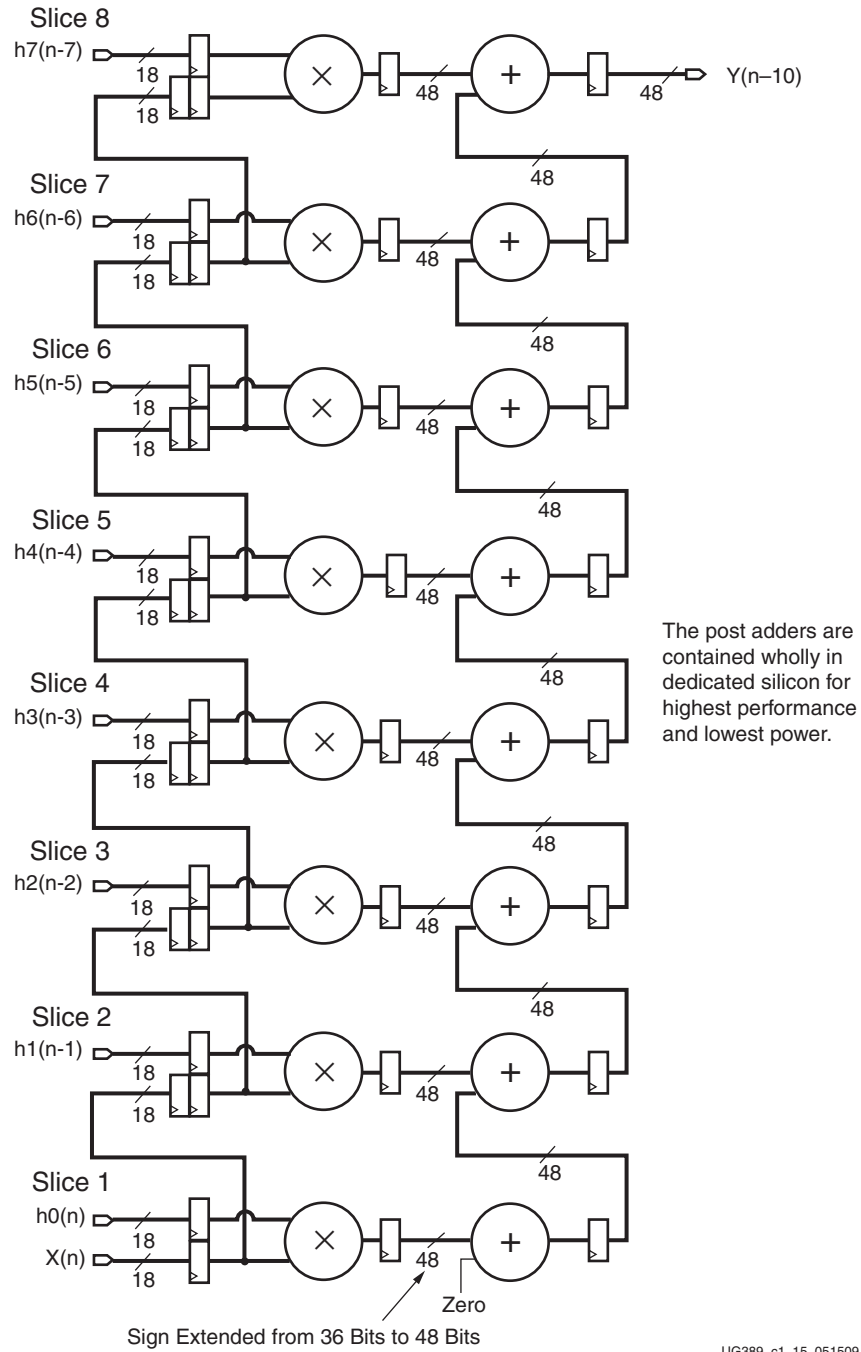 Slice 8
h7(n-7)
18
18
48
48
Y(n–10)
48
Slice 7
h6(n-6)
18
18
48
48
Slice 6
h5(n-5)
18
18
48
48
Slice 5
h4(n-4)
18
18
48
48
The post adders are
contained wholly in
dedicated silicon for
highest performance
and lowest power.
Slice 4
h3(n-3)
18
18
48
48
Slice 3
h2(n-2)
18
18
48
48
Slice 2
h1(n-1)
18
18
48
48
Slice 1
h0(n)
18
X(n)
18
48
Zero
Sign Extended from 36 Bits to 48 Bits
UG389_c1_15_051509